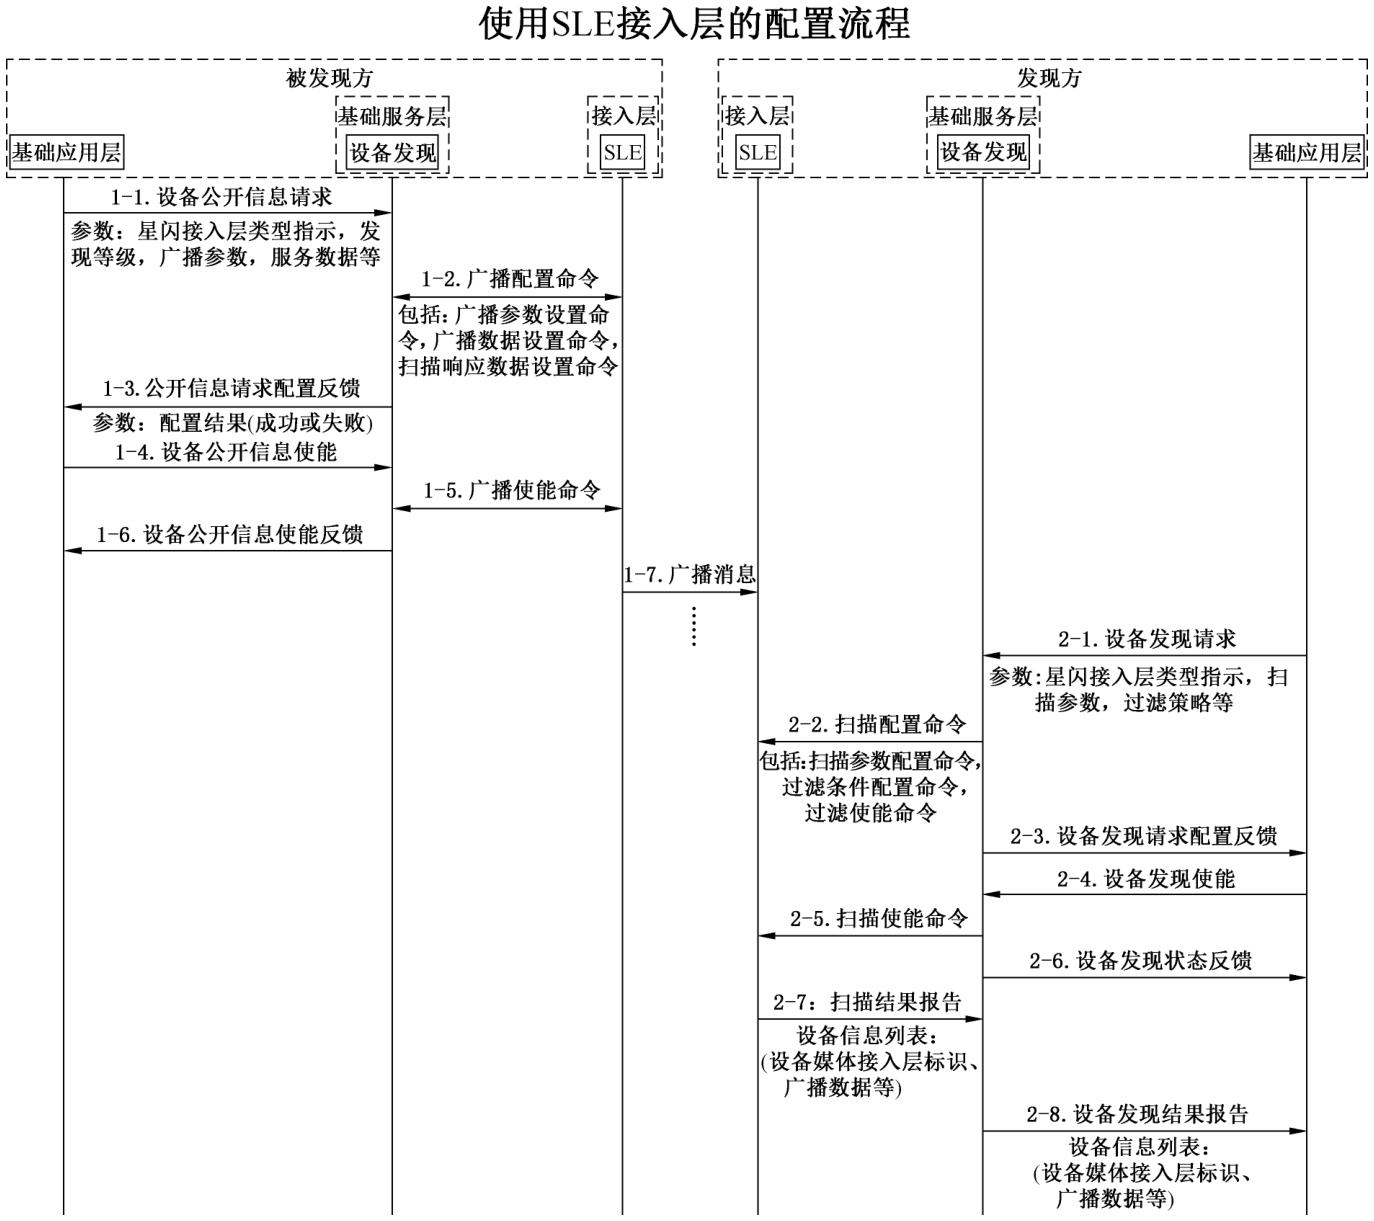 使用SLE接入层的配置流程
被发现方
发现方
基础服务层
接入层
接入层
基础服务层
基础应用层
设备发现
SLE
SLE
设备发现
基础应用层
1-1.设备公开信息请求
参数：星闪接入层类型指示，发
现等级，广播参数，服务数据等
1-2.广播配置命令
包括：广播参数设置命
令，广播数据设置命令，
扫描响应数据设置命令
1-3.公开信息请求配置反馈
参数：配置结果(成功或失败)
1-4.设备公开信息使能
1-5.广播使能命令
1-6.设备公开信息使能反馈
1-7.广播消息
2-1.设备发现请求
参数：星闪接入层类型指示，扫
描参数，过滤策略等
2-2.扫描配置命令
包括：扫描参数配置命令，
过滤条件配置命令，
过滤使能命令
2-3.设备发现请求配置反馈
2-4.设备发现使能
2-5.扫描使能命令
2-6.设备发现状态反馈
2-7：扫描结果报告
设备信息列表：
(设备媒体接入层标识、
广播数据等)
2-8.设备发现结果报告
设备信息列表：
(设备媒体接入层标识、
广播数据等)